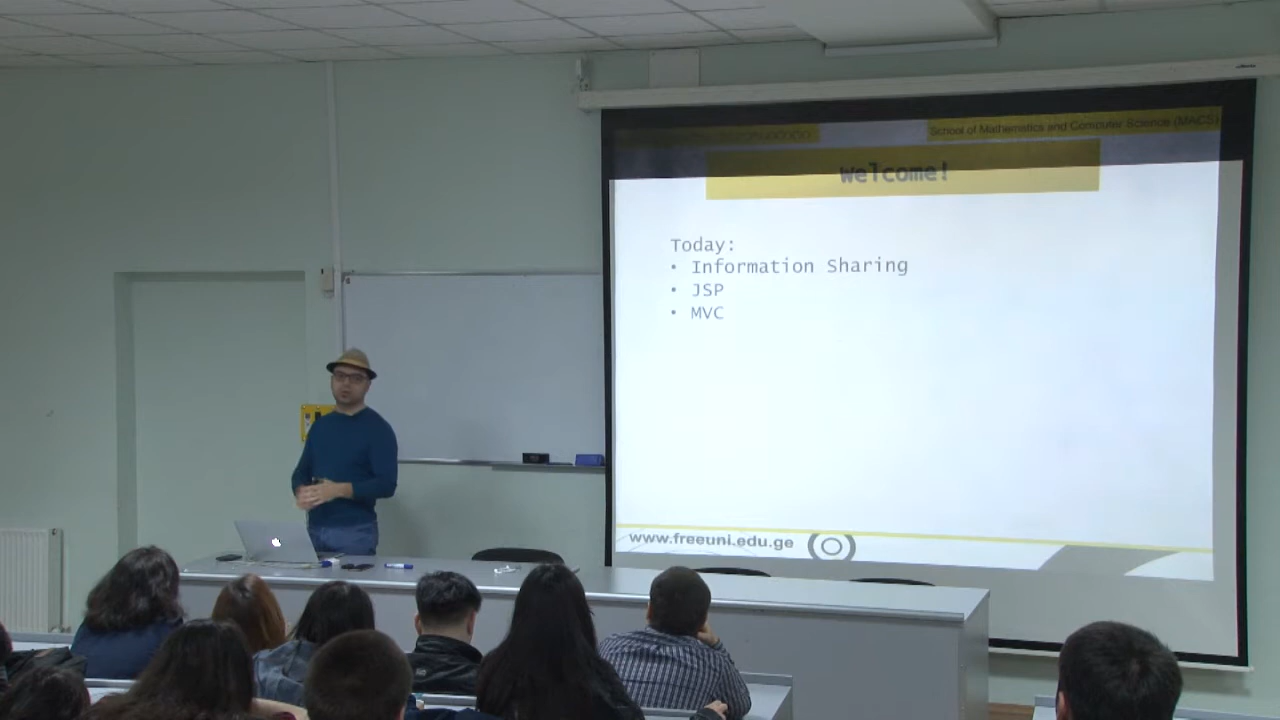 School of Mathematics and Computer Science (MACS)
Welcome!
Today:
• Information Sharing
• JSP
• MVC
www.freeuni.edu.ge